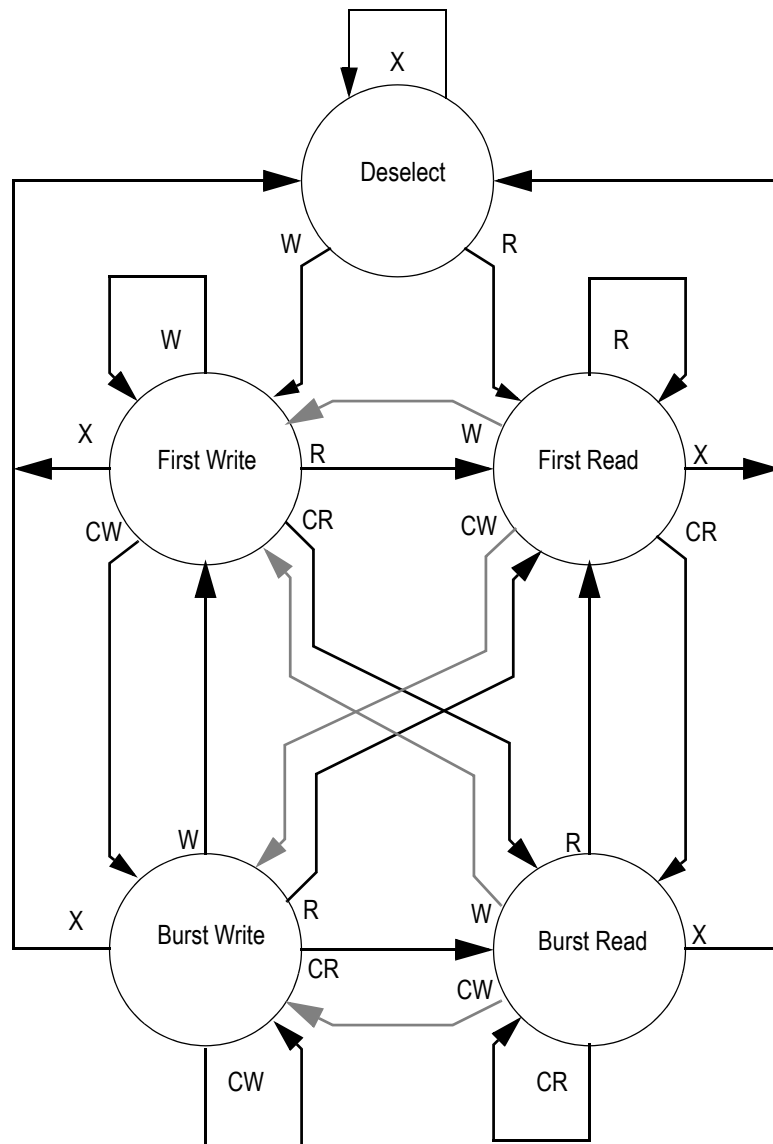 X
Deselect
W
R
W
R
X
First Write
R
W
First Read
X
CW
CR
CW
CR
W
R
X
Burst Write
R
W
Burst Read
X
CR
CW
CW
CR